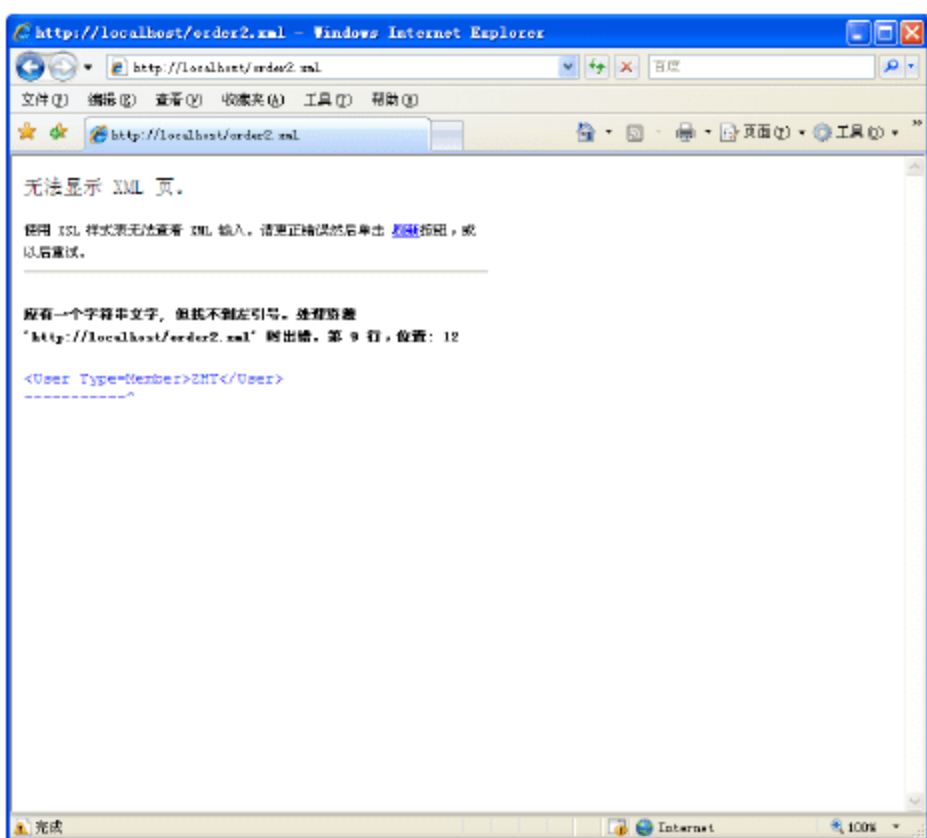 http://localhost/order2.xml - Windows Internet Explorer
http://localhost/order2.xml
百度
文件(F) 编辑(E) 查看(V) 收藏夹(A) 工具(T) 帮助(H)
http://localhost/order2.xml
页面(P) 工具(O)
无法显示 XML 页。
使用 XSL 样式表无法查看 XML 输入。请更正错误然后单击 刷新按钮，或
以后重试。
应有一个字符串文字，但找不到左引号。处理资源
'http://localhost/order2.xml' 时出错。第 9 行，位置: 12
<User Type=Member>ZMT</User>
-----------^
完成
Internet
100%